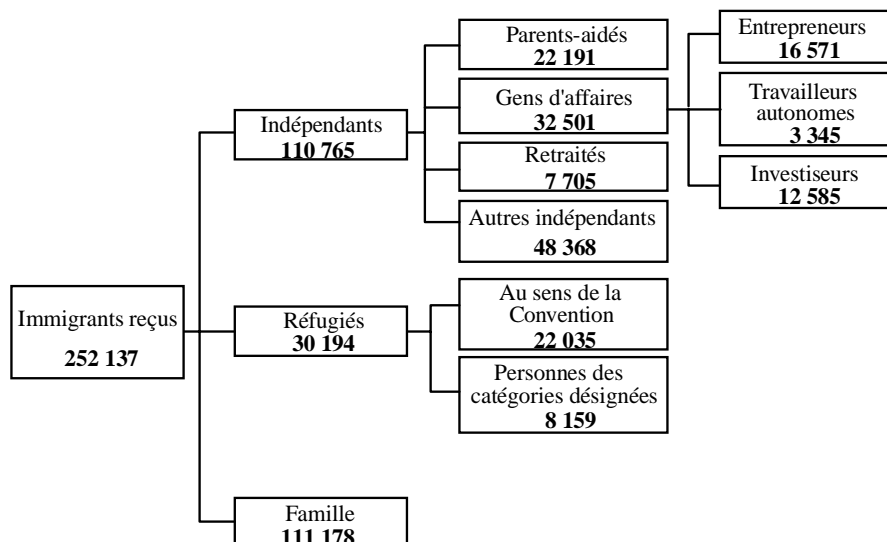 Parents-aidés
22 191
Entrepreneurs
16 571
Gens d'affaires
32 501
Travailleurs
autonomes
3 345
Indépendants
110 765
Retraités
7 705
Investiseurs
12 585
Autres indépendants
48 368
Immigrants reçus
252 137
Réfugiés
30 194
Au sens de la
Convention
22 035
Personnes des
catégories désignées
8 159
Famille
111 178